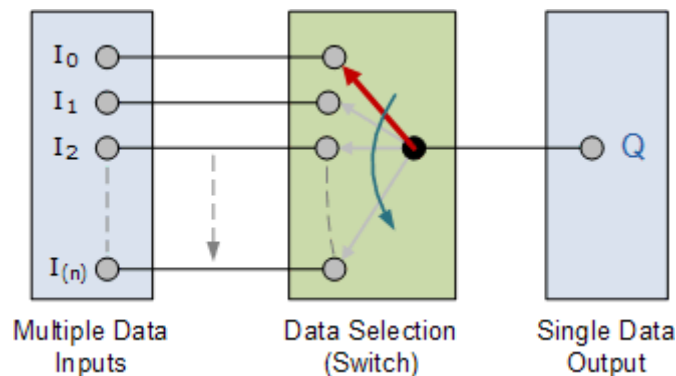 I0
I1
I2
I(n)
Q
Multiple Data
Inputs
Data Selection
(Switch)
Single Data
Output